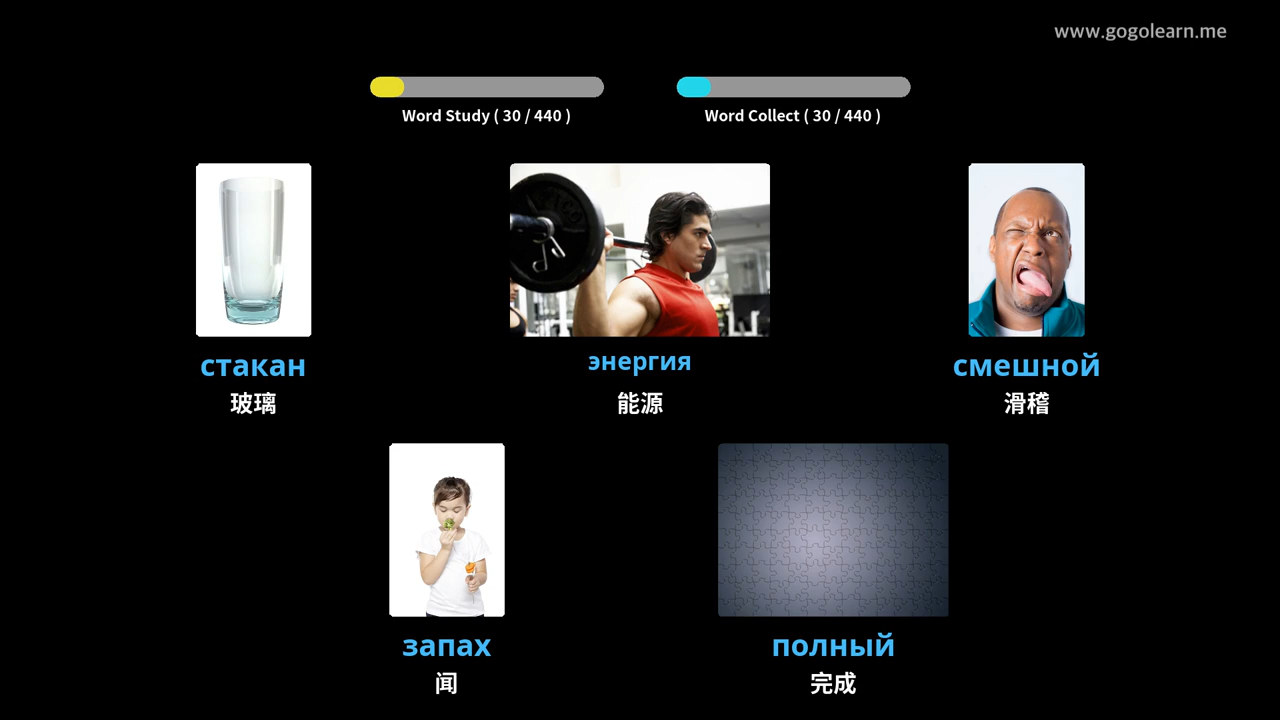 www.gogolearn.me
Word Study ( 30 / 440 )
Word Collect ( 30 / 440 )
стакан
玻璃
энергия
能源
смешной
滑稽
запах
闻
полный
完成